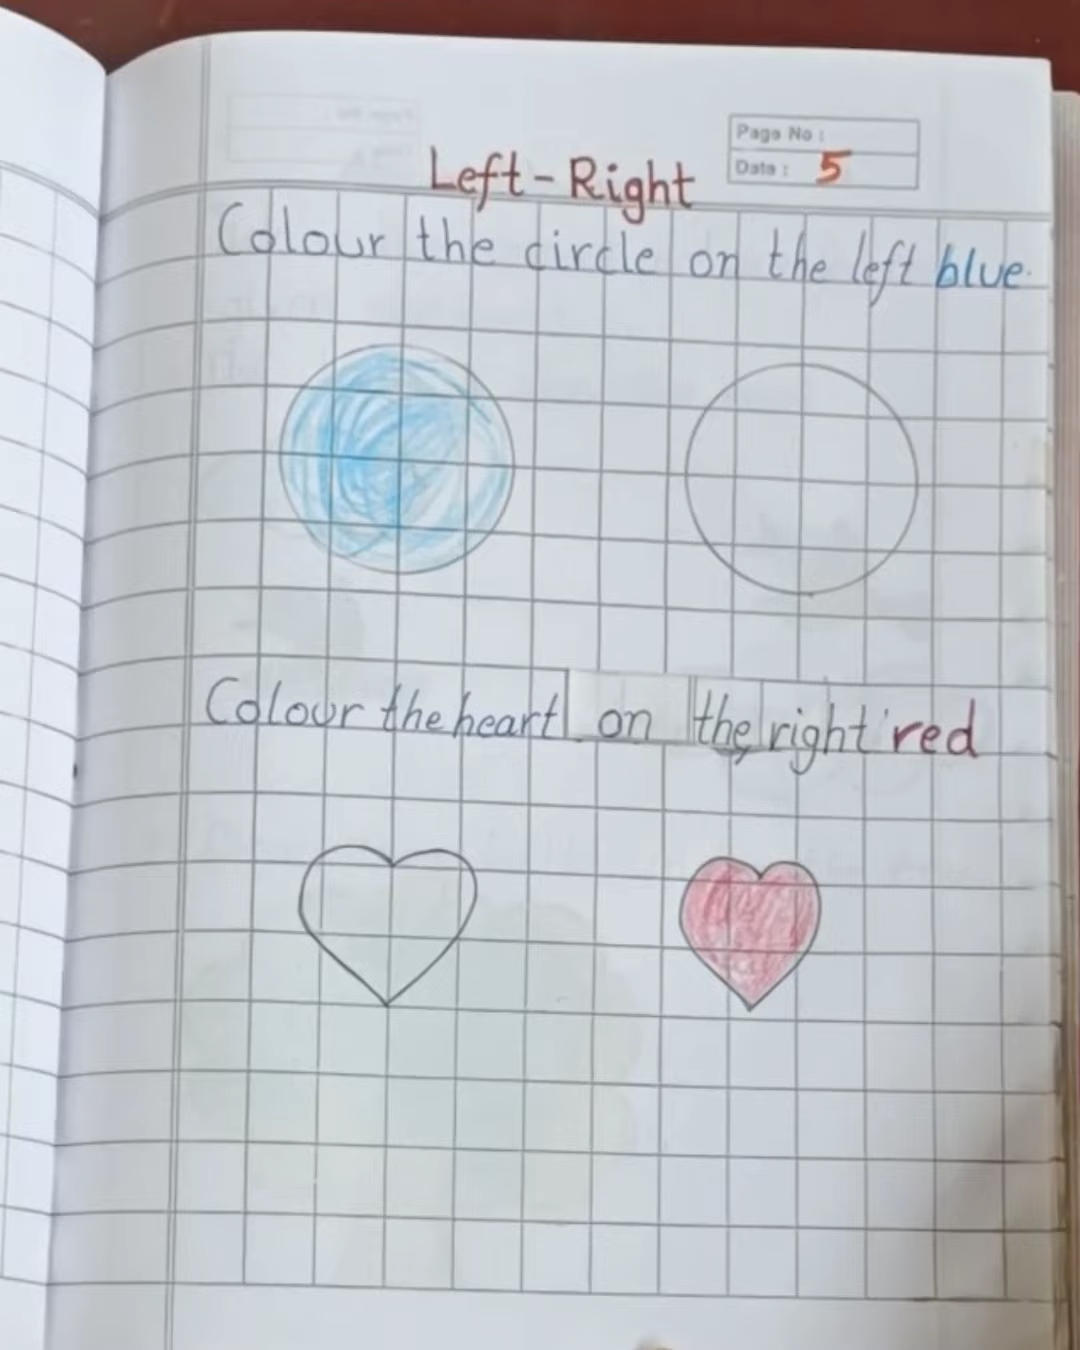 Page No :
Date : 5
Left-Right
Colour the circle on the left blue.
Colour the heart on the right red